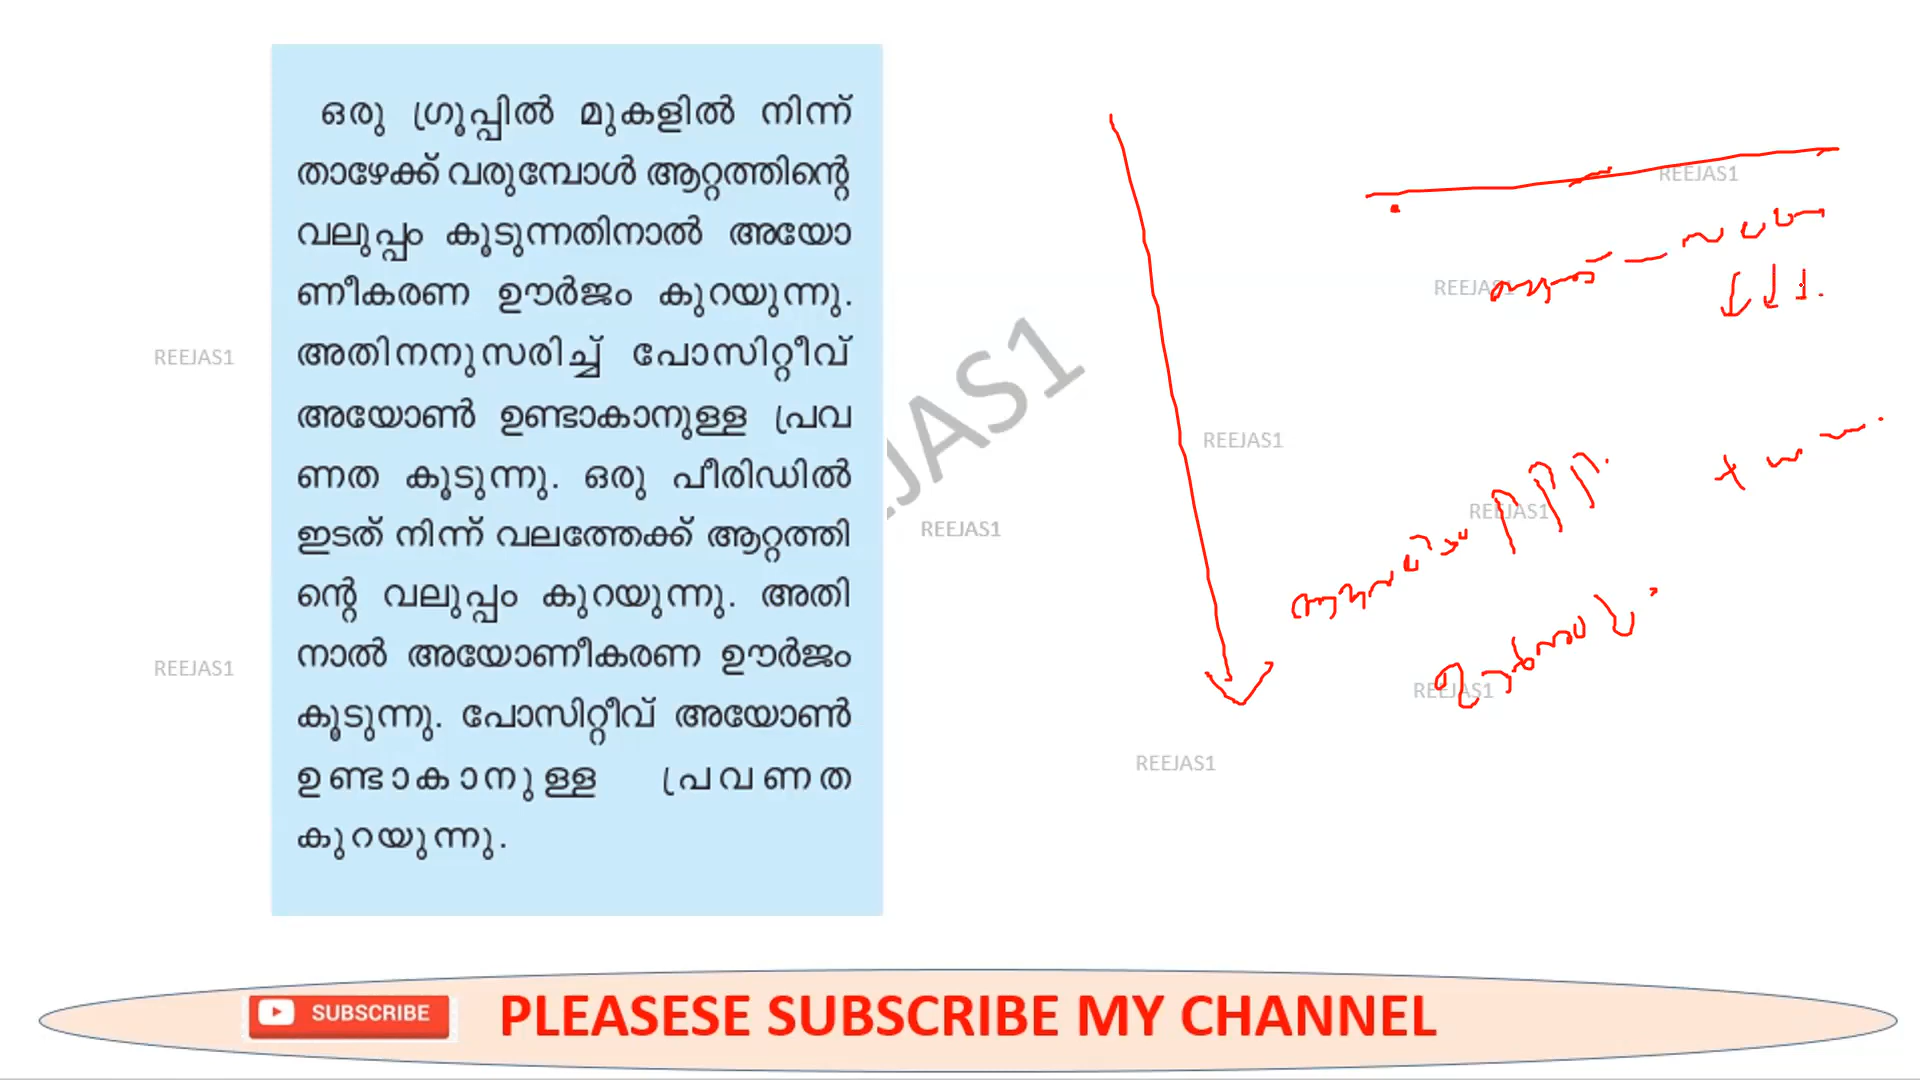 ഒരു ഗ്രൂപ്പിൽ മുകളിൽ നിന്ന്
താഴേക്ക് വരുമ്പോൾ ആറ്റത്തിന്റെ
വലുപ്പം കൂടുന്നതിനാൽ അയോ
ണീകരണ ഊർജം കുറയുന്നു.
അതിനനുസരിച്ച് പോസിറ്റീവ്
അയോൺ ഉണ്ടാകാനുള്ള പ്രവ
ണത കൂടുന്നു. ഒരു പീരിഡിൽ
ഇടത് നിന്ന് വലത്തേക്ക് ആറ്റത്തി
ന്റെ വലുപ്പം കുറയുന്നു. അതി
നാൽ അയോണീകരണ ഊർജം
കൂടുന്നു. പോസിറ്റീവ് അയോൺ
ഉണ്ടാകാനുള്ള പ്രവണത
കുറയുന്നു.
REEJAS1
REEJAS1
REEJAS1
REEJAS1
REEJAS1
JAS1
REEJAS1
REEJAS1
REEJAS1
REEJAS1
SUBSCRIBE
PLEASESE SUBSCRIBE MY CHANNEL